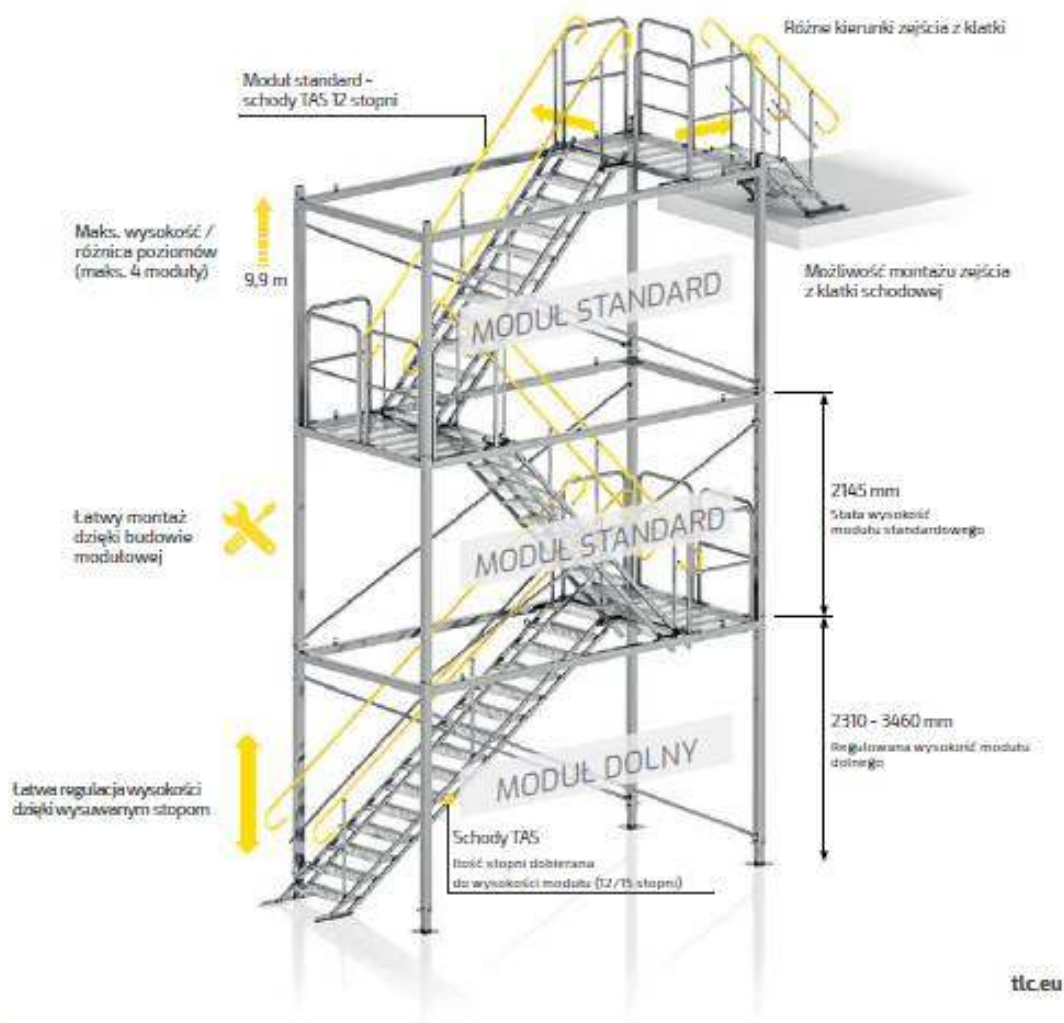 Różne kierunki zejścia z klatki
Moduł standard -
schody TAS 12 stopni
Maks. wysokość /
różnica poziomów
(maks. 4 moduły)
9,9 m
MODUŁ STANDARD
Możliwość montażu zejścia
z klatki schodowej
Łatwy montaż
dzięki budowie
modułowej
MODUŁ STANDARD
2145 mm
Stała wysokość
modułu standardowego
2310 - 3460 mm
Regulowana wysokość modułu
dolnego
MODUŁ DOLNY
Łatwa regulacja wysokości
dzięki wysuwanym stopom
Schody TAS
Ilość stopni dobierana
do wysokości modułu (12/15 stopni)
tlc.eu